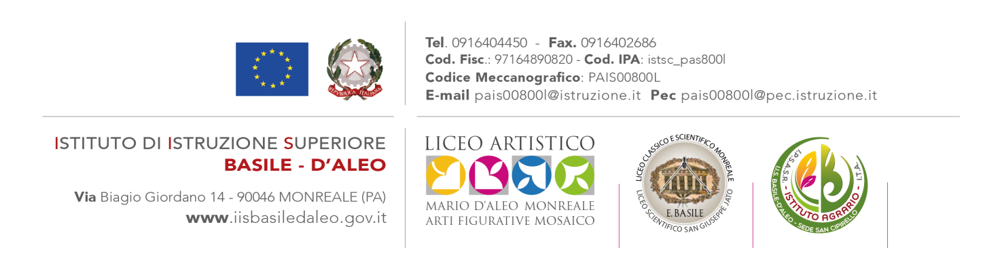 REPVBBLICA ITALIANA
Tel. 0916404450 - Fax. 0916402686
Cod. Fisc.: 97164890820 - Cod. IPA: istsc_pas800l
Codice Meccanografico: PAIS00800L
E-mail pais00800l@istruzione.it Pec pais00800l@pec.istruzione.it
ISTITUTO DI ISTRUZIONE SUPERIORE
BASILE - D'ALEO
Via Biagio Giordano 14 - 90046 MONREALE (PA)
www.iisbasiledaleo.gov.it
LICEO ARTISTICO
MARIO D'ALEO MONREALE
ARTI FIGURATIVE MOSAICO
LICEO CLASSICO E SCIENTIFICO MONREALE
E. BASILE
LICEO SCIENTIFICO SAN GIUSEPPE JATO
I.P.S.A.S.R. - ISTITUTO AGRARIO - I.T.A.
I.I.S. BASILE-D'ALEO - SEDE SAN CIPIRELLO